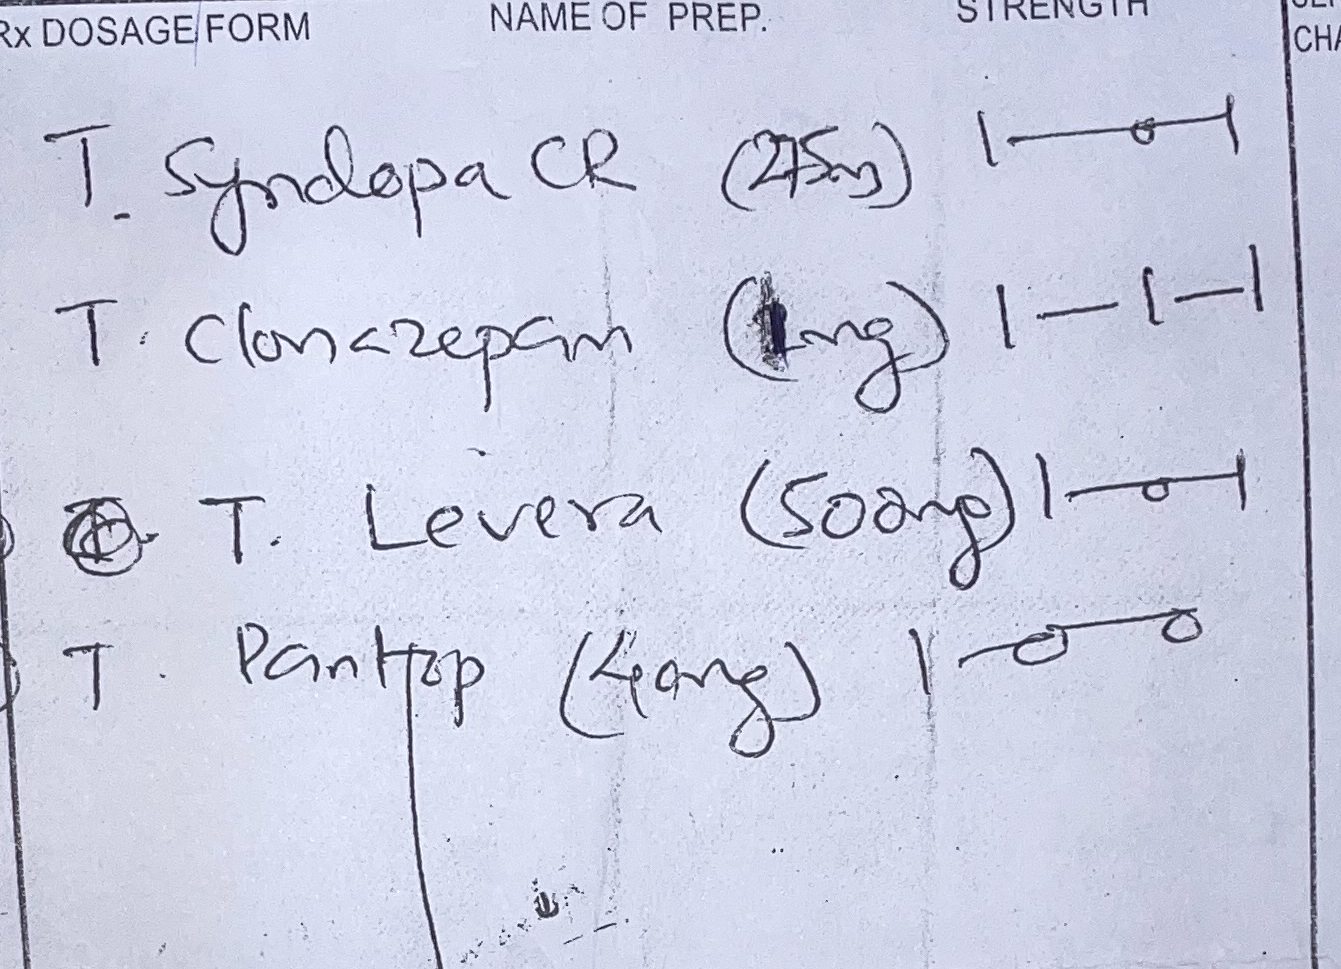 Rx DOSAGE FORM NAME OF PREP. STRENGTH
T. Syndopa CR (275mg) 1-0-1
T. Clonazepam (1mg) 1-1-1
T. Levera (500mg) 1-0-1
T. Pantop (40mg) 1-0-0